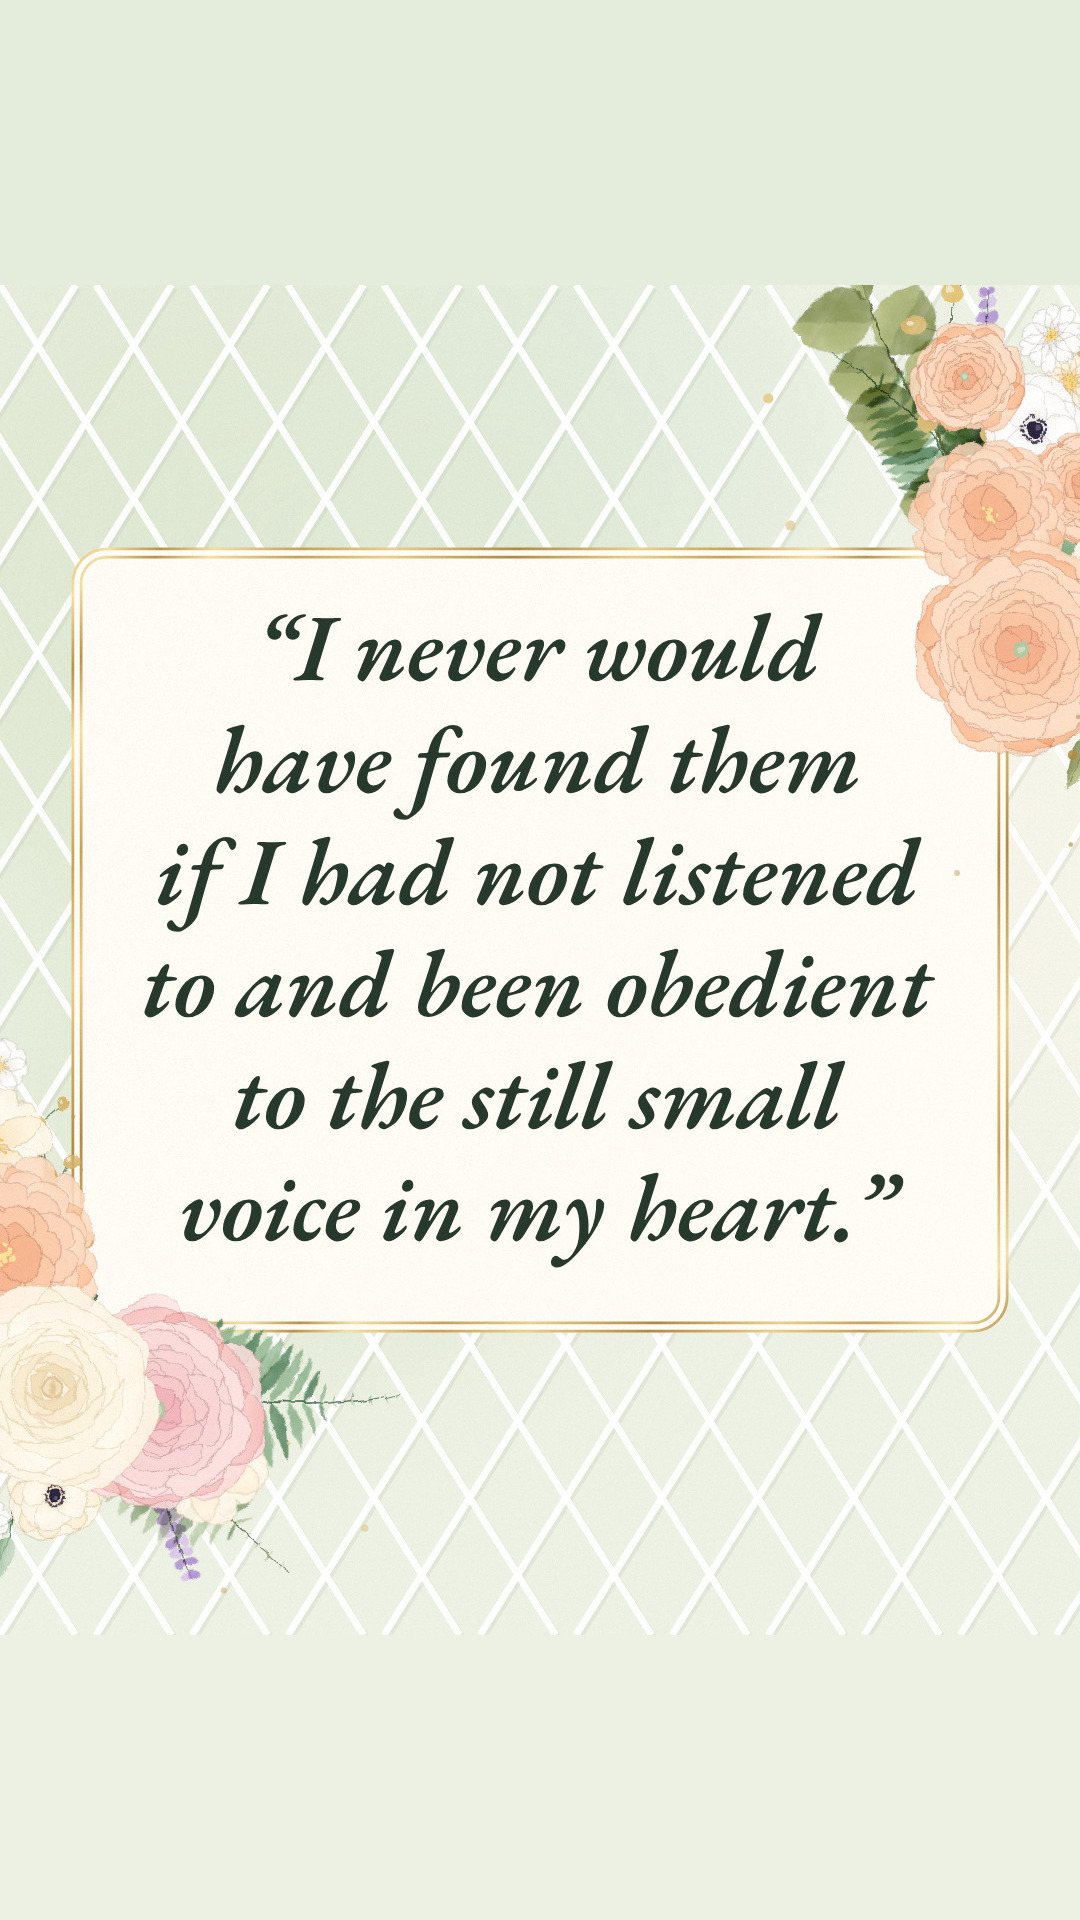 “I never would
have found them
if I had not listened
to and been obedient
to the still small
voice in my heart.”